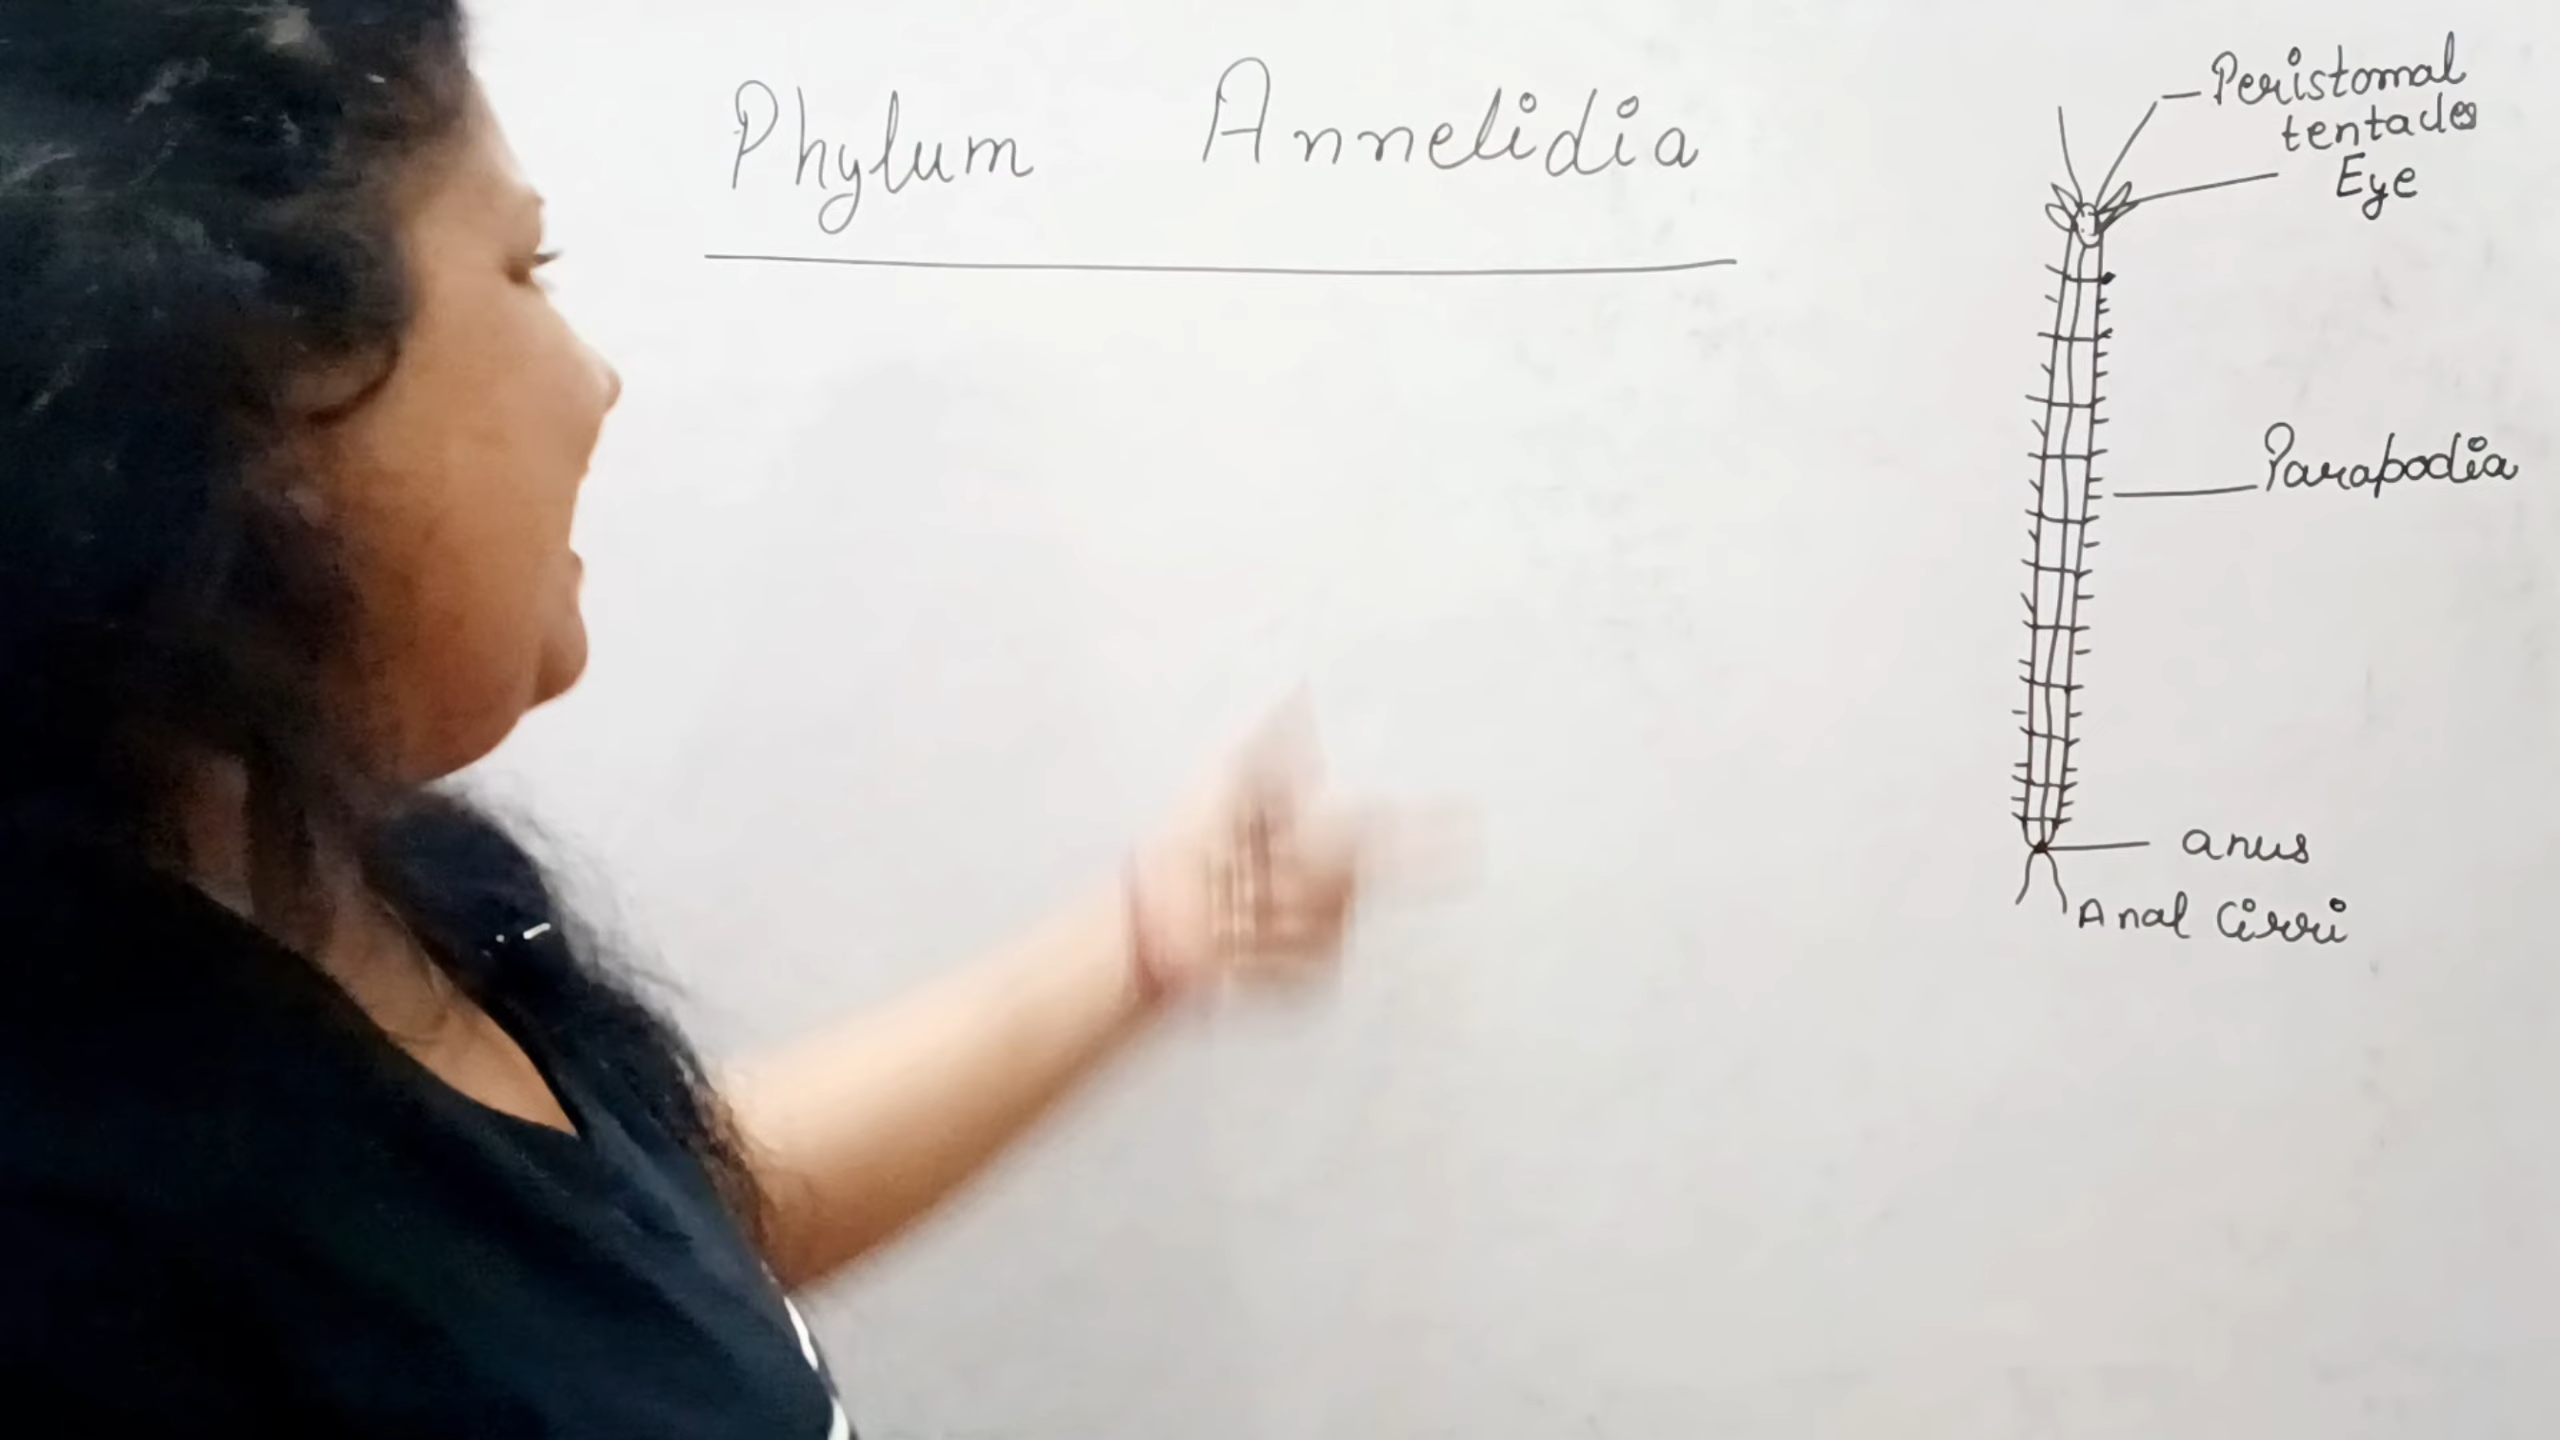 Phylum Annelidia
Peristomal
tentacles
Eye
Parapodia
anus
Anal Cirri